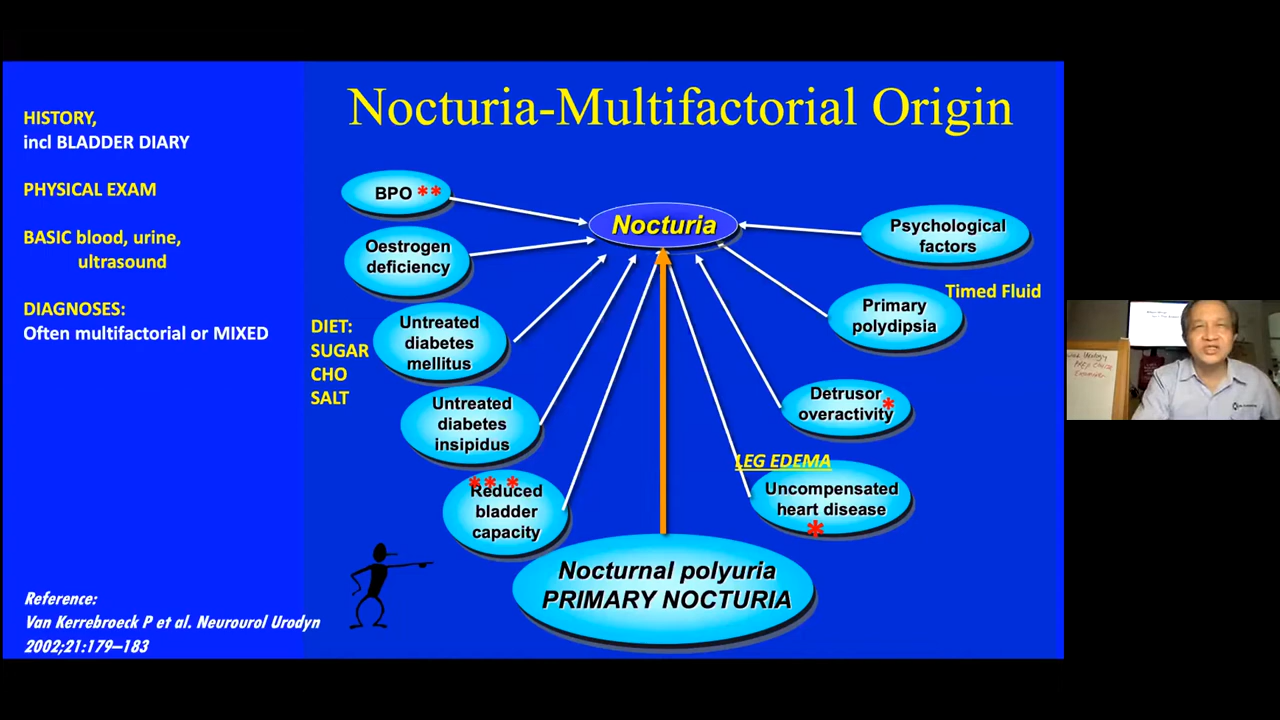 Nocturia-Multifactorial Origin
HISTORY,
incl BLADDER DIARY
PHYSICAL EXAM
BASIC blood, urine,
ultrasound
DIAGNOSES:
Often multifactorial or MIXED
Reference:
Van Kerrebroeck P et al. Neurourol Urodyn
2002;21:179–183
BPO **
Oestrogen
deficiency
DIET:
SUGAR
CHO
SALT
Untreated
diabetes
mellitus
Untreated
diabetes
insipidus
** *
Reduced
bladder
capacity
Nocturia
Psychological
factors
Timed Fluid
Primary
polydipsia
Detrusor
overactivity*
LEG EDEMA
Uncompensated
heart disease
*
Nocturnal polyuria
PRIMARY NOCTURIA